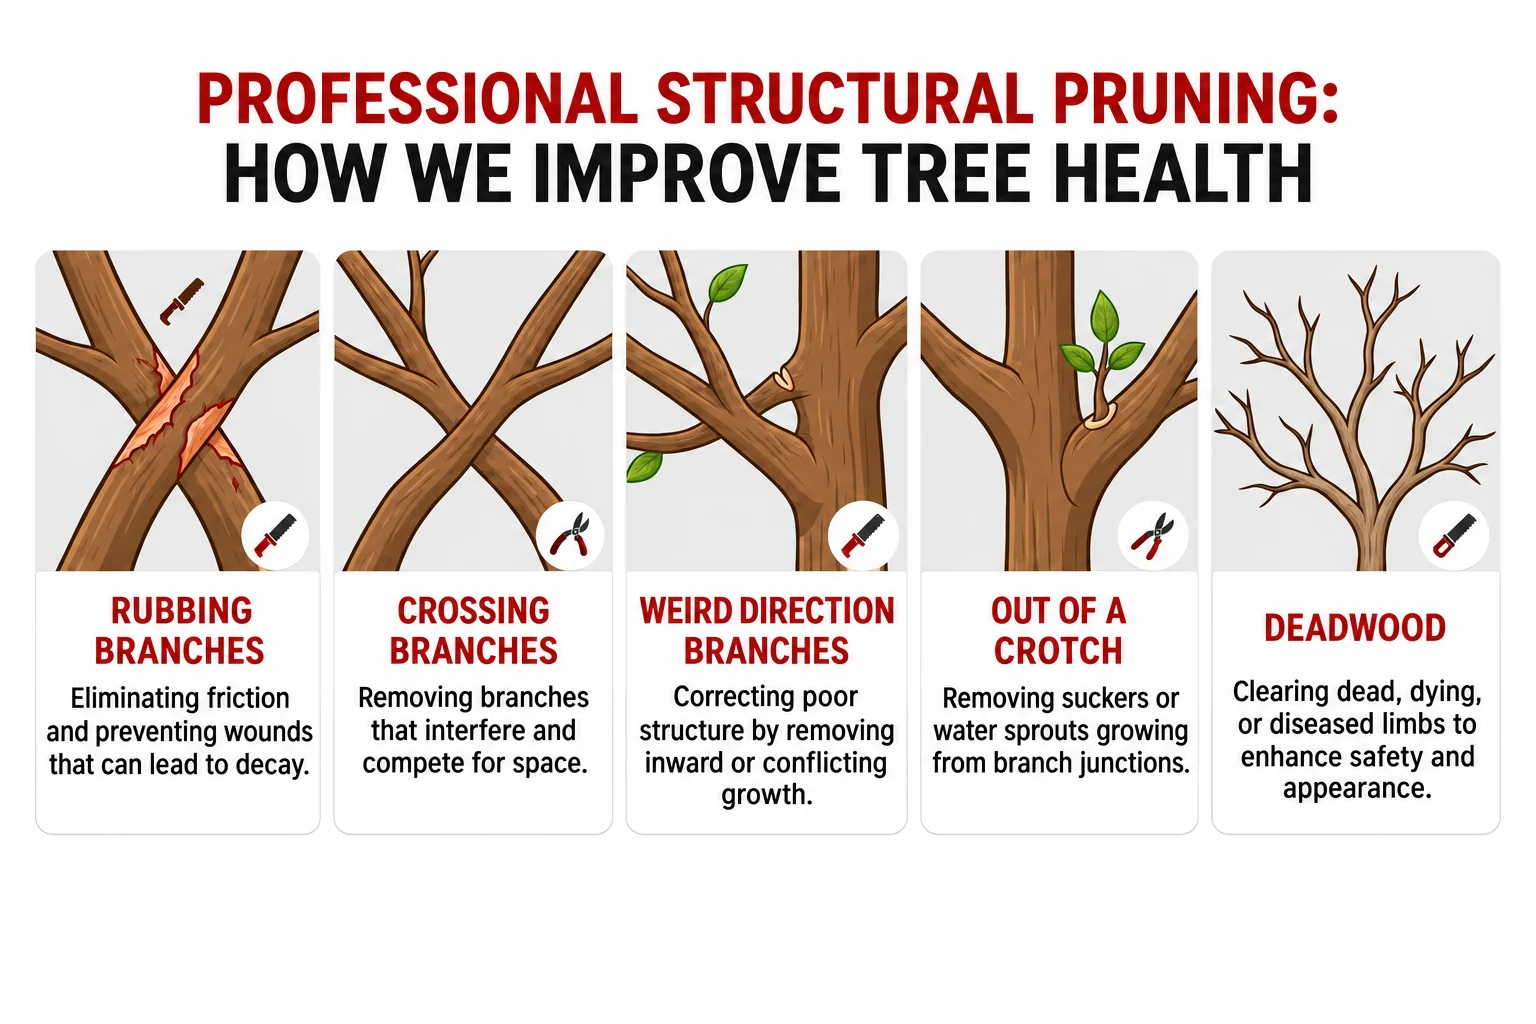 PROFESSIONAL STRUCTURAL PRUNING:
HOW WE IMPROVE TREE HEALTH
RUBBING
BRANCHES
Eliminating friction
and preventing wounds
that can lead to decay.
CROSSING
BRANCHES
Removing branches
that interfere and
compete for space.
WEIRD DIRECTION
BRANCHES
Correcting poor
structure by removing
inward or conflicting
growth.
OUT OF A
CROTCH
Removing suckers or
water sprouts growing
from branch junctions.
DEADWOOD
Clearing dead, dying,
or diseased limbs to
enhance safety and
appearance.